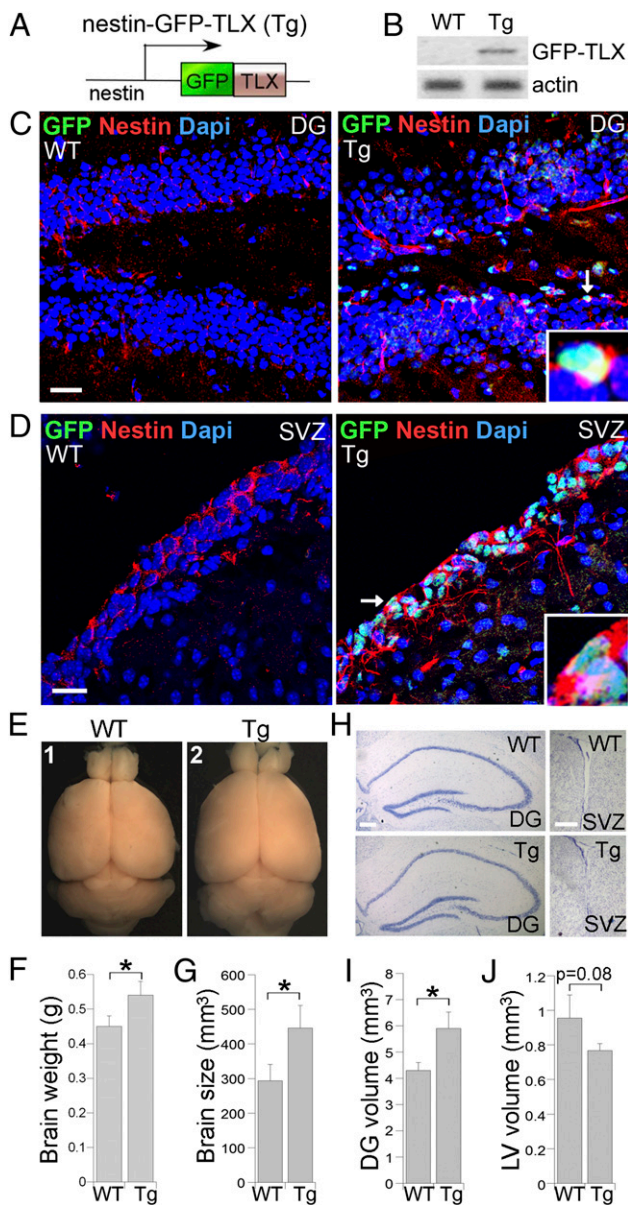 A
nestin-GFP-TLX (Tg)
nestin
GFP
TLX
B
WT Tg
GFP-TLX
actin
C
GFP Nestin Dapi DG
WT
GFP Nestin Dapi DG
Tg
D
GFP Nestin Dapi SVZ
WT
GFP Nestin Dapi SVZ
Tg
E
WT Tg
1
2
H
WT
DG
WT
SVZ
Tg
DG
Tg
SVZ
F
Brain weight (g)
0.6
0.5
0.4
0.3
0.2
0.1
0
*
WT Tg
G
Brain size (mm³)
600
500
400
300
200
100
0
*
WT Tg
I
DG volume (mm³)
8
7
6
5
4
3
2
1
0
*
WT Tg
J
LV volume (mm³)
1.2
1
0.8
0.6
0.4
0.2
0
p=0.08
WT Tg